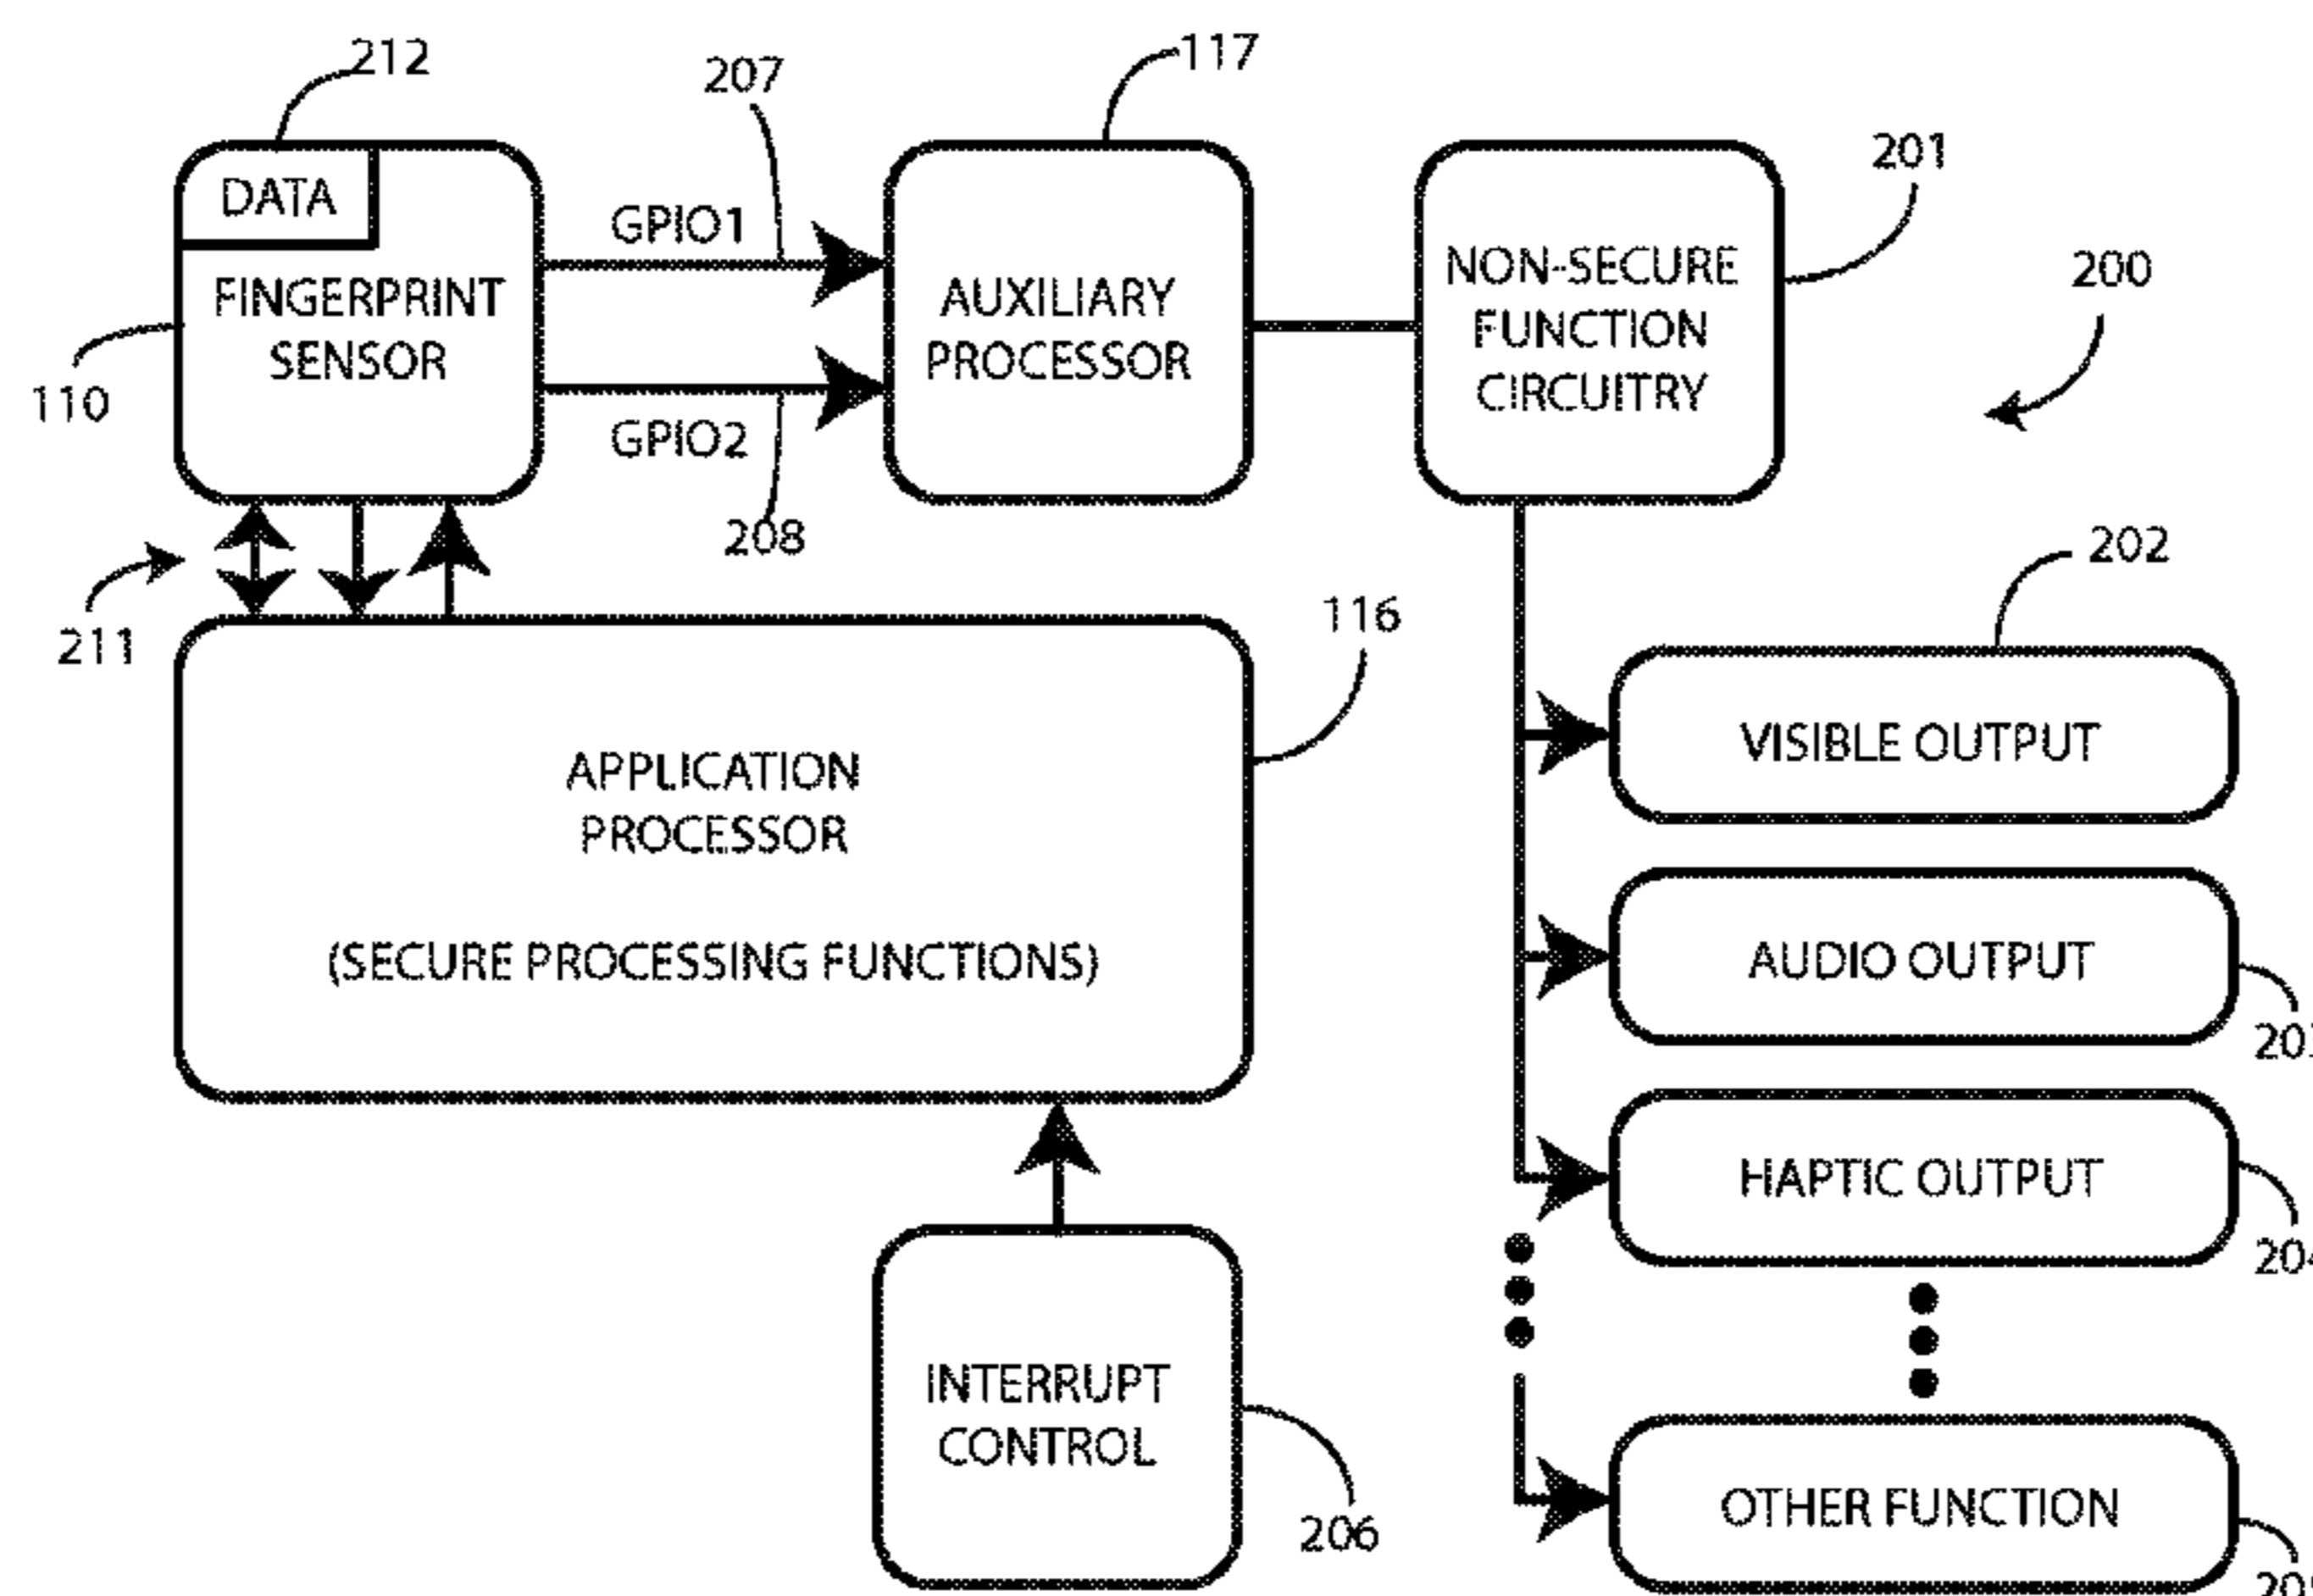 212
207
117
201
DATA
FINGERPRINT
SENSOR
110
GPIO1
GPIO2
208
AUXILIARY
PROCESSOR
NON-SECURE
FUNCTION
CIRCUITRY
200
211
116
202
APPLICATION
PROCESSOR
(SECURE PROCESSING FUNCTIONS)
VISIBLE OUTPUT
AUDIO OUTPUT
HAPTIC OUTPUT
INTERRUPT
CONTROL
206
OTHER FUNCTION